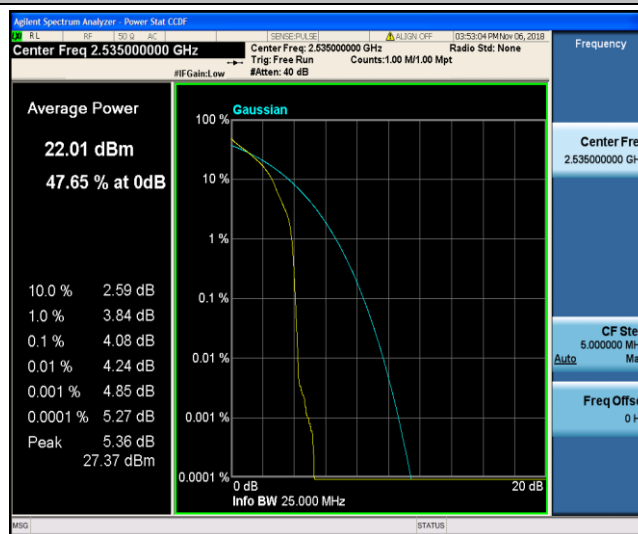 Agilent Spectrum Analyzer - Power Stat CCDF
RL RF 50 Ω AC SENSE:PULSE ALIGN OFF 03:53:04 PM Nov 06, 2018
Center Freq 2.535000000 GHz
Center Freq: 2.535000000 GHz Radio Std: None
Trig: Free Run Counts:1.00 M/1.00 Mpt
#IFGain:Low #Atten: 40 dB
Frequency
Average Power
22.01 dBm
47.65 % at 0dB
10.0 % 2.59 dB
1.0 % 3.84 dB
0.1 % 4.08 dB
0.01 % 4.24 dB
0.001 % 4.85 dB
0.0001 % 5.27 dB
Peak 5.36 dB
27.37 dBm
Gaussian
100 %
10 %
1 %
0.1 %
0.01 %
0.001 %
0.0001 %
0 dB 20 dB
Info BW 25.000 MHz
Center Fre
2.535000000 GH
CF Ste
5.000000 MH
Auto Ma
Freq Offse
0 H
MSG STATUS